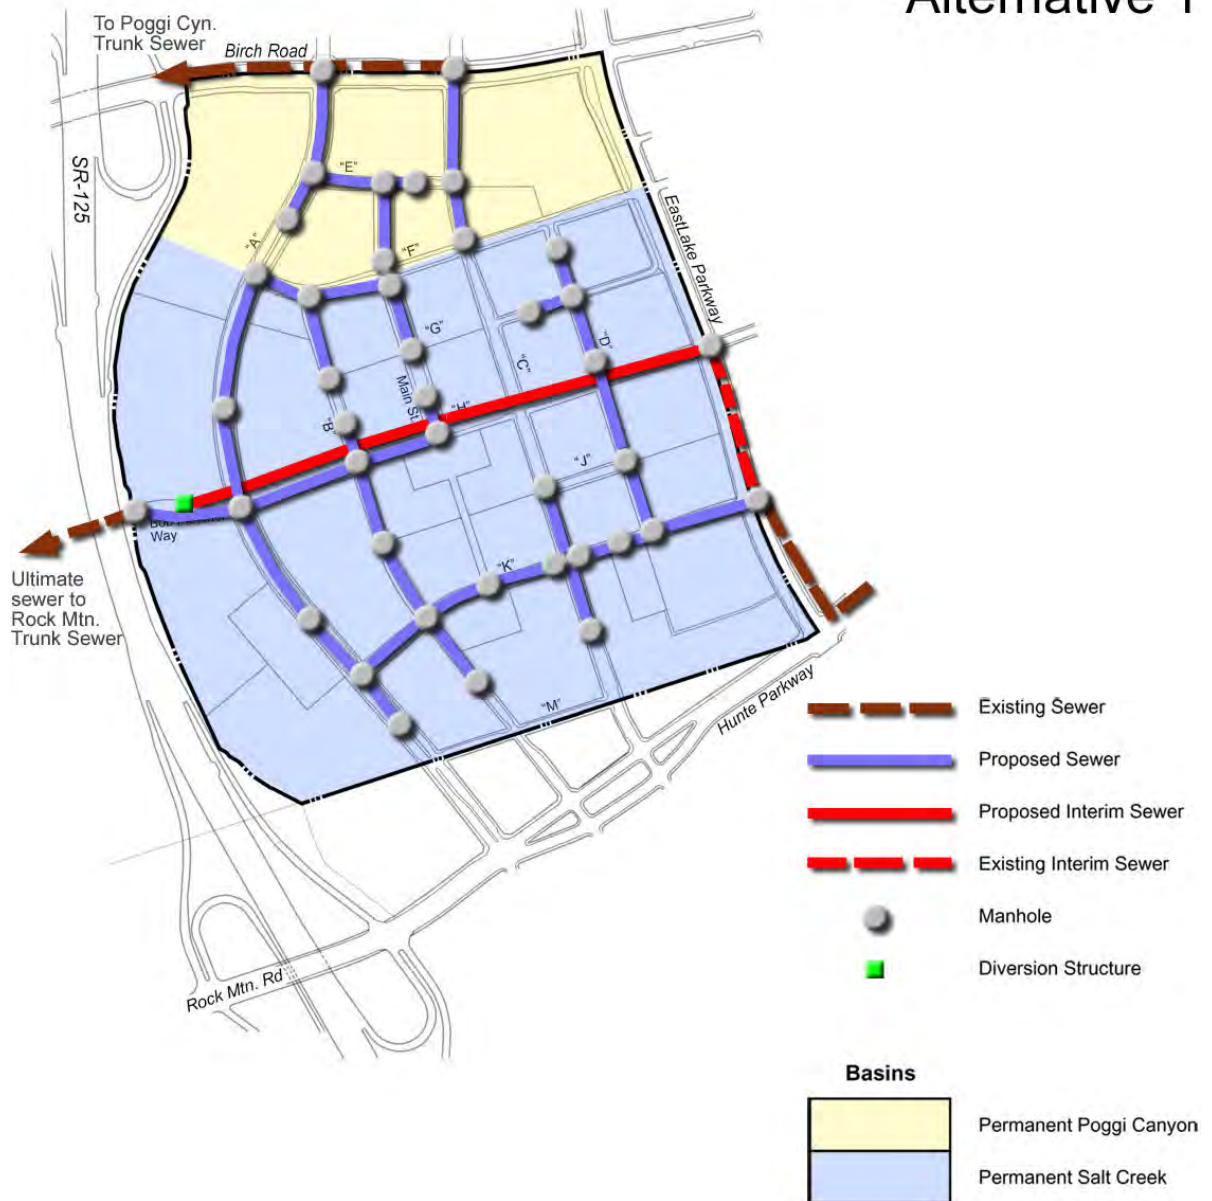 Alternative 1
To Poggi Cyn.
Trunk Sewer
Birch Road
SR-125
"E"
"A"
"F"
EastLake Parkway
"G"
"D"
"C"
Main St.
"H"
"B"
"J"
Way
"K"
Ultimate
sewer to
Rock Mtn.
Trunk Sewer
"M"
Hunte Parkway
Rock Mtn. Rd
Existing Sewer
Proposed Sewer
Proposed Interim Sewer
Existing Interim Sewer
Manhole
Diversion Structure
Basins
Permanent Poggi Canyon
Permanent Salt Creek